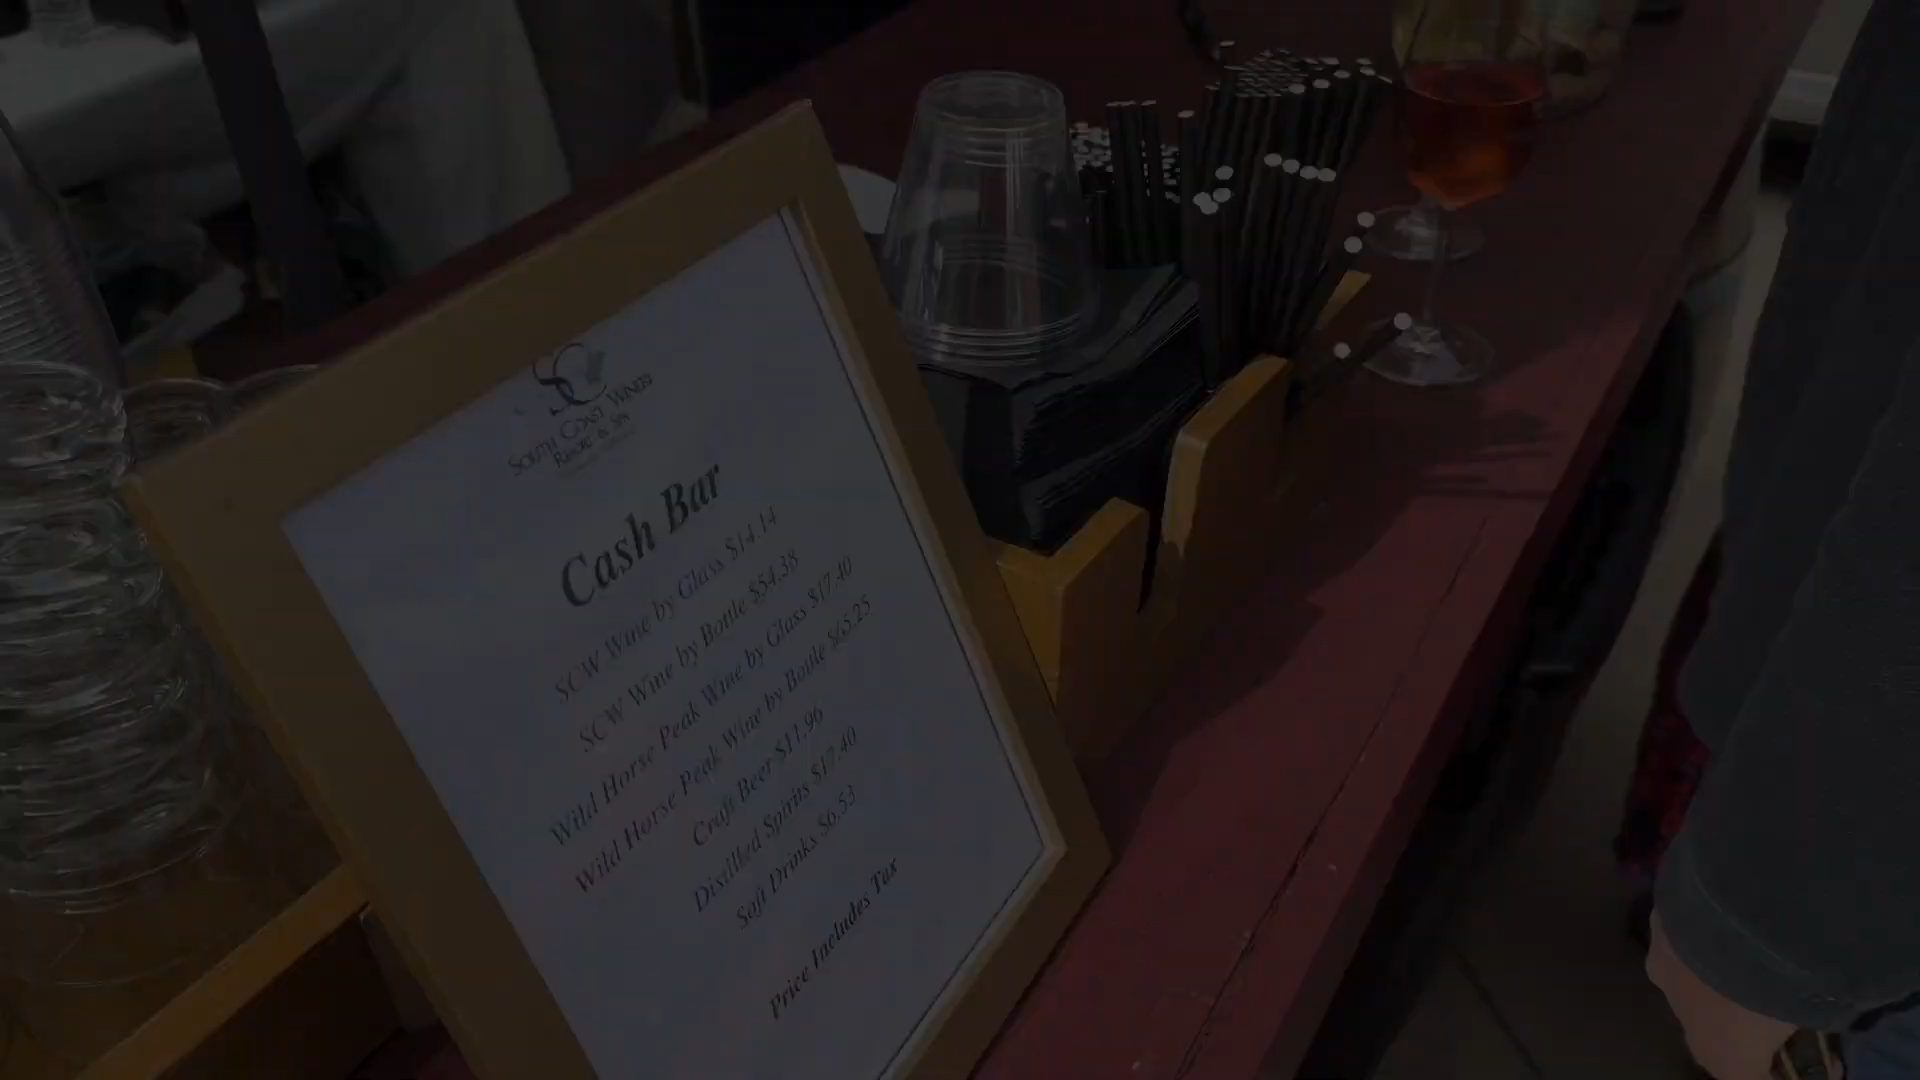 SOUTH COAST WINERY
RESORT & SPA
Cash Bar
SCW Wine by Glass $14.14
SCW Wine by Bottle $54.38
Wild Horse Peak Wine by Glass $17.40
Wild Horse Peak Wine by Bottle $65.25
Craft Beer $11.96
Distilled Spirits $17.40
Soft Drinks $6.53
Price Includes Tax